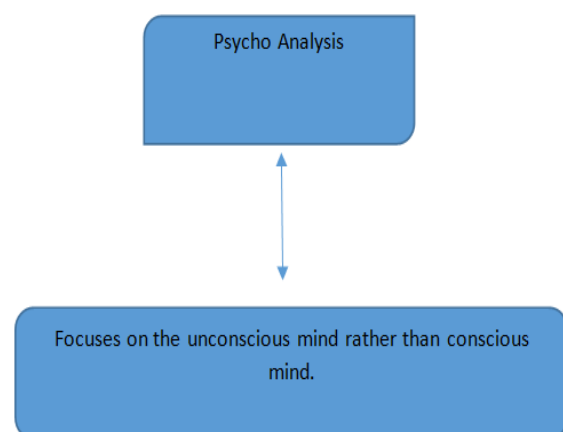 Psycho Analysis
Focuses on the unconscious mind rather than conscious
mind.